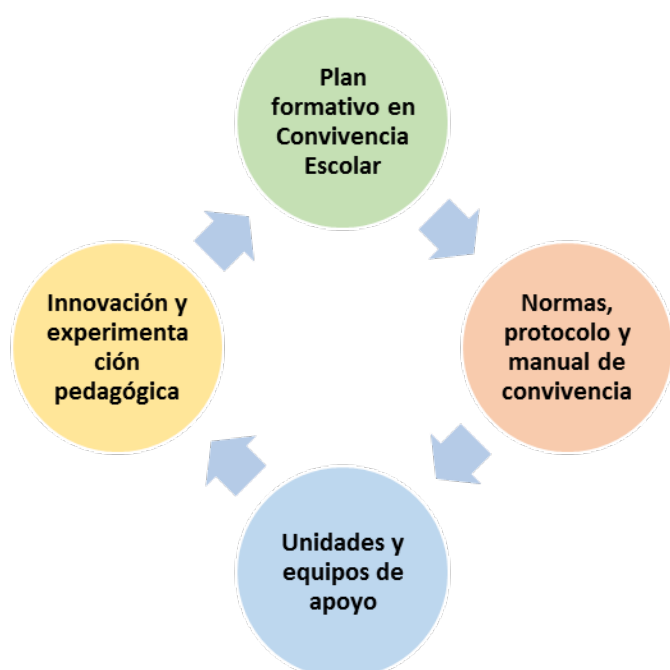 Plan
formativo en
Convivencia
Escolar
Normas,
protocolo y
manual de
convivencia
Unidades y
equipos de
apoyo
Innovación y
experimenta
ción
pedagógica